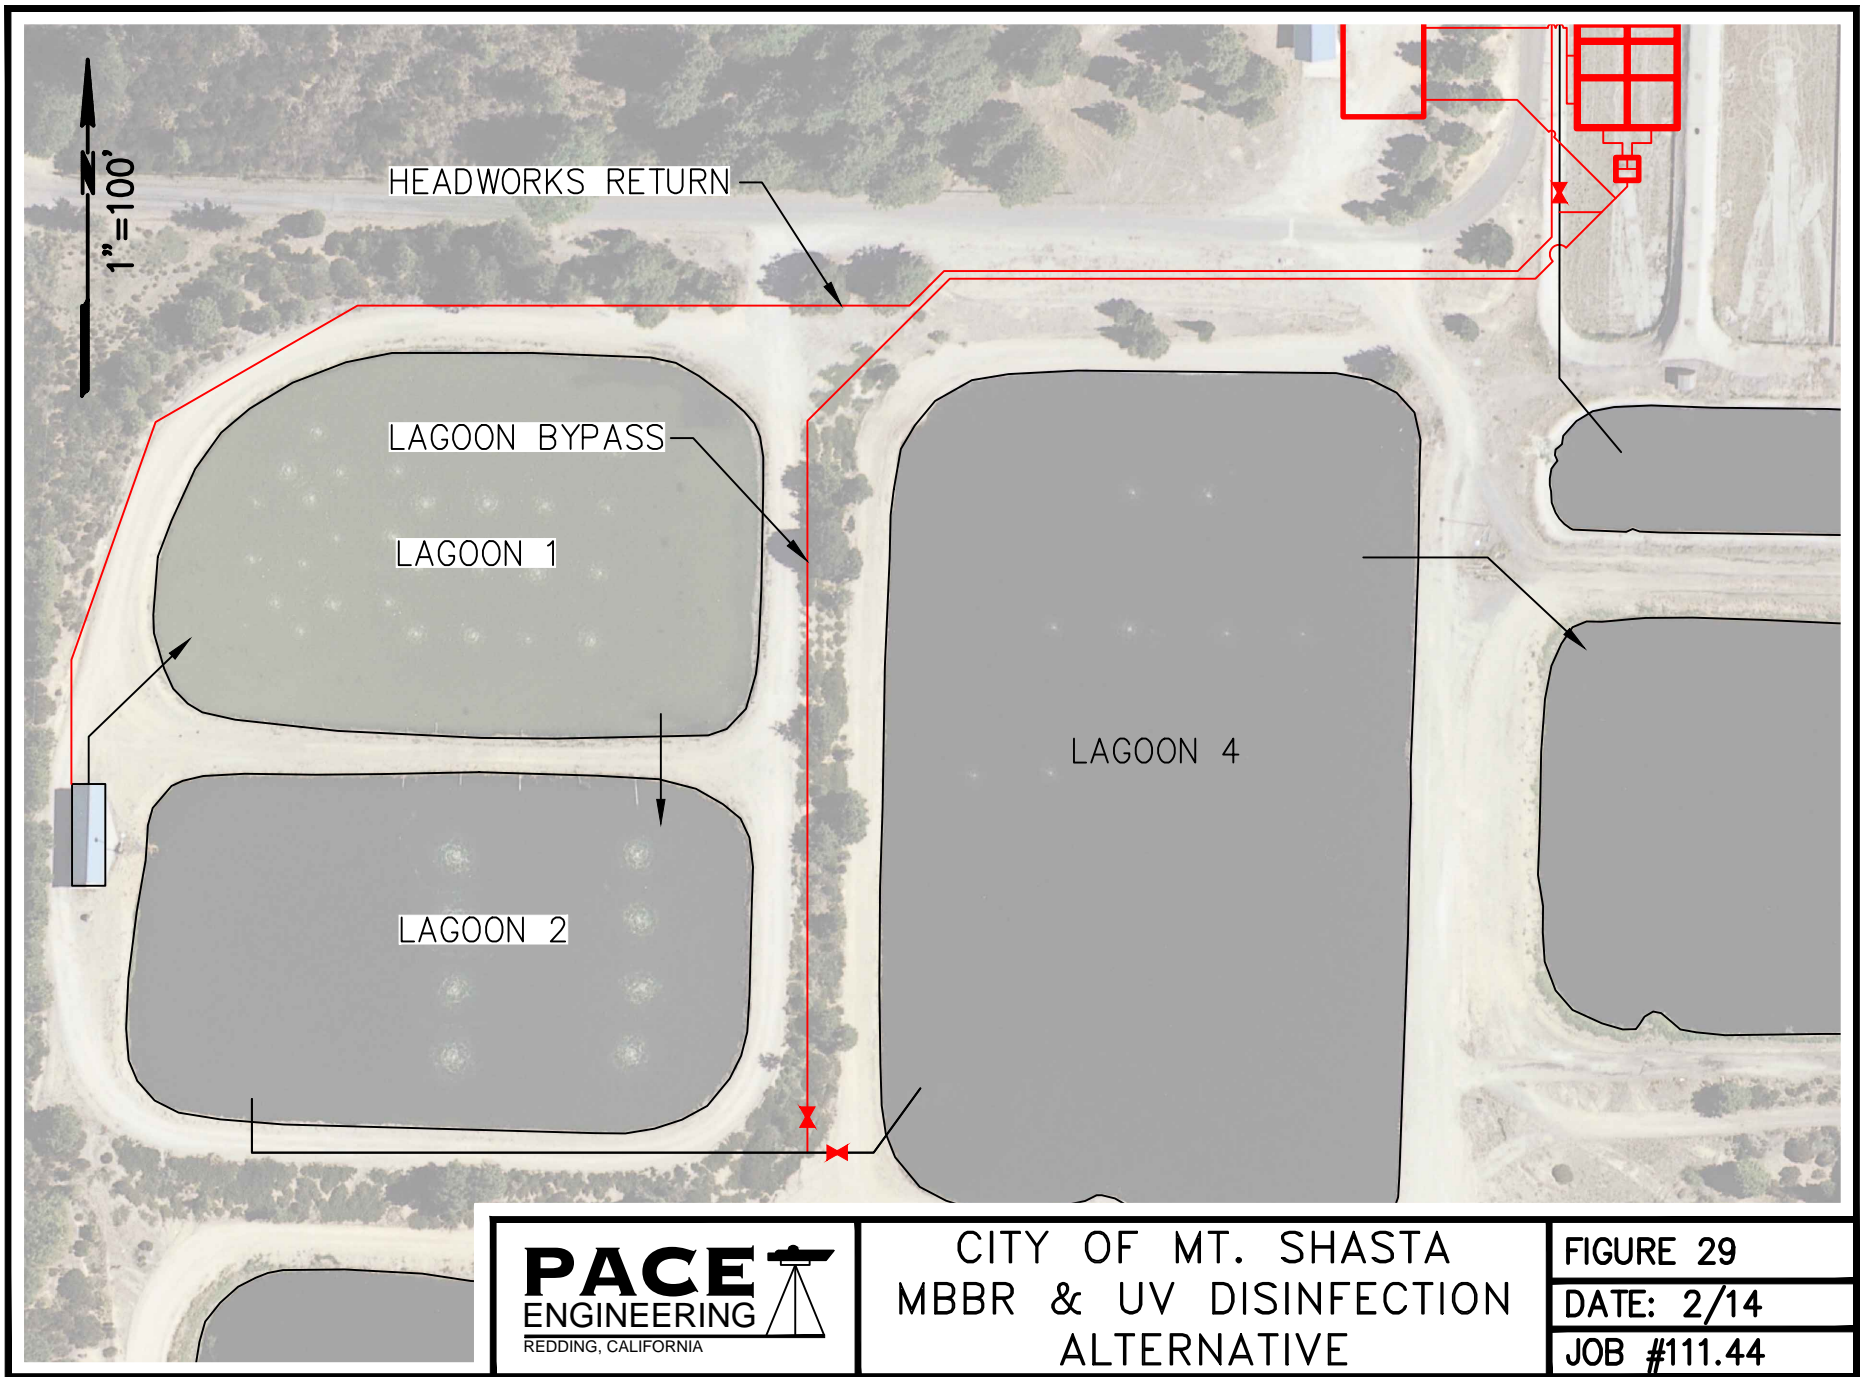 N
1"=100'
HEADWORKS RETURN
LAGOON BYPASS
LAGOON 1
LAGOON 4
LAGOON 2
PACE
ENGINEERING
REDDING, CALIFORNIA
CITY OF MT. SHASTA
MBBR & UV DISINFECTION
ALTERNATIVE
FIGURE 29
DATE: 2/14
JOB #111.44